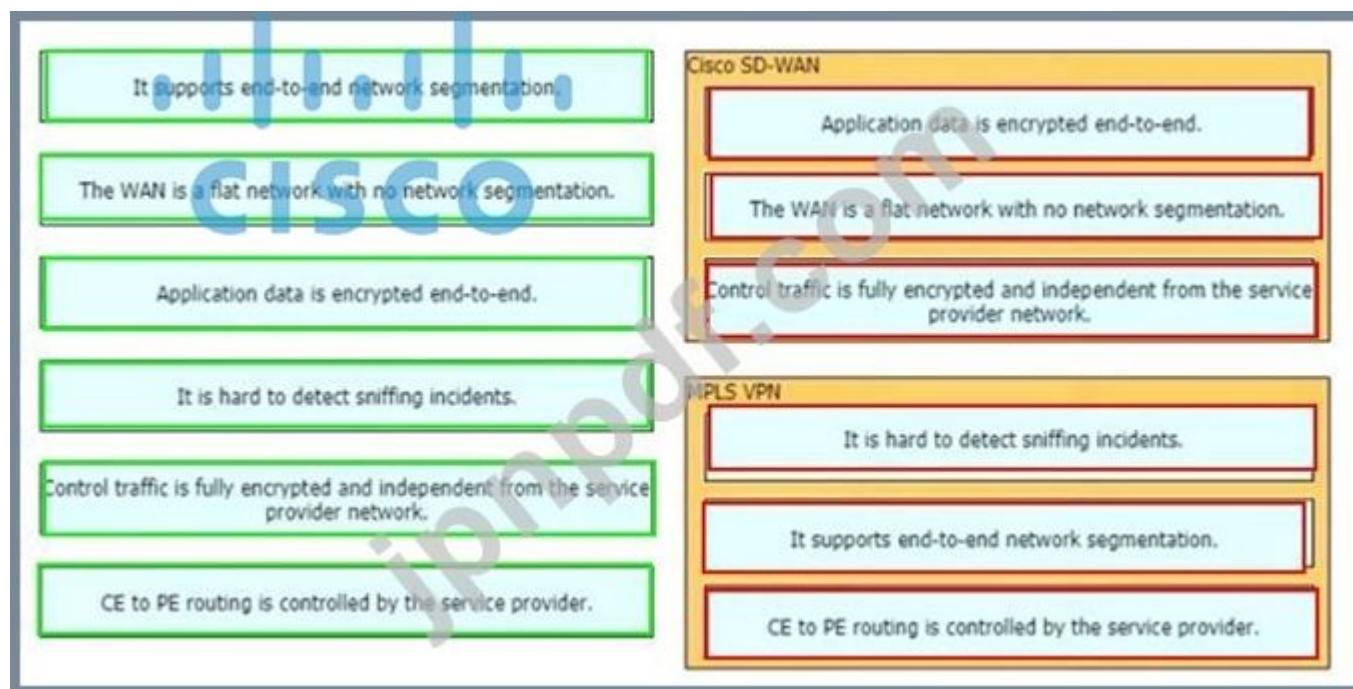 It supports end-to-end network segmentation.
The WAN is a flat network with no network segmentation.
Application data is encrypted end-to-end.
It is hard to detect sniffing incidents.
Control traffic is fully encrypted and independent from the service
provider network.
CE to PE routing is controlled by the service provider.
CISCO
Cisco SD-WAN
Application data is encrypted end-to-end.
The WAN is a flat network with no network segmentation.
Control traffic is fully encrypted and independent from the service
provider network.
MPLS VPN
It is hard to detect sniffing incidents.
It supports end-to-end network segmentation.
CE to PE routing is controlled by the service provider.
jpnpdf.com